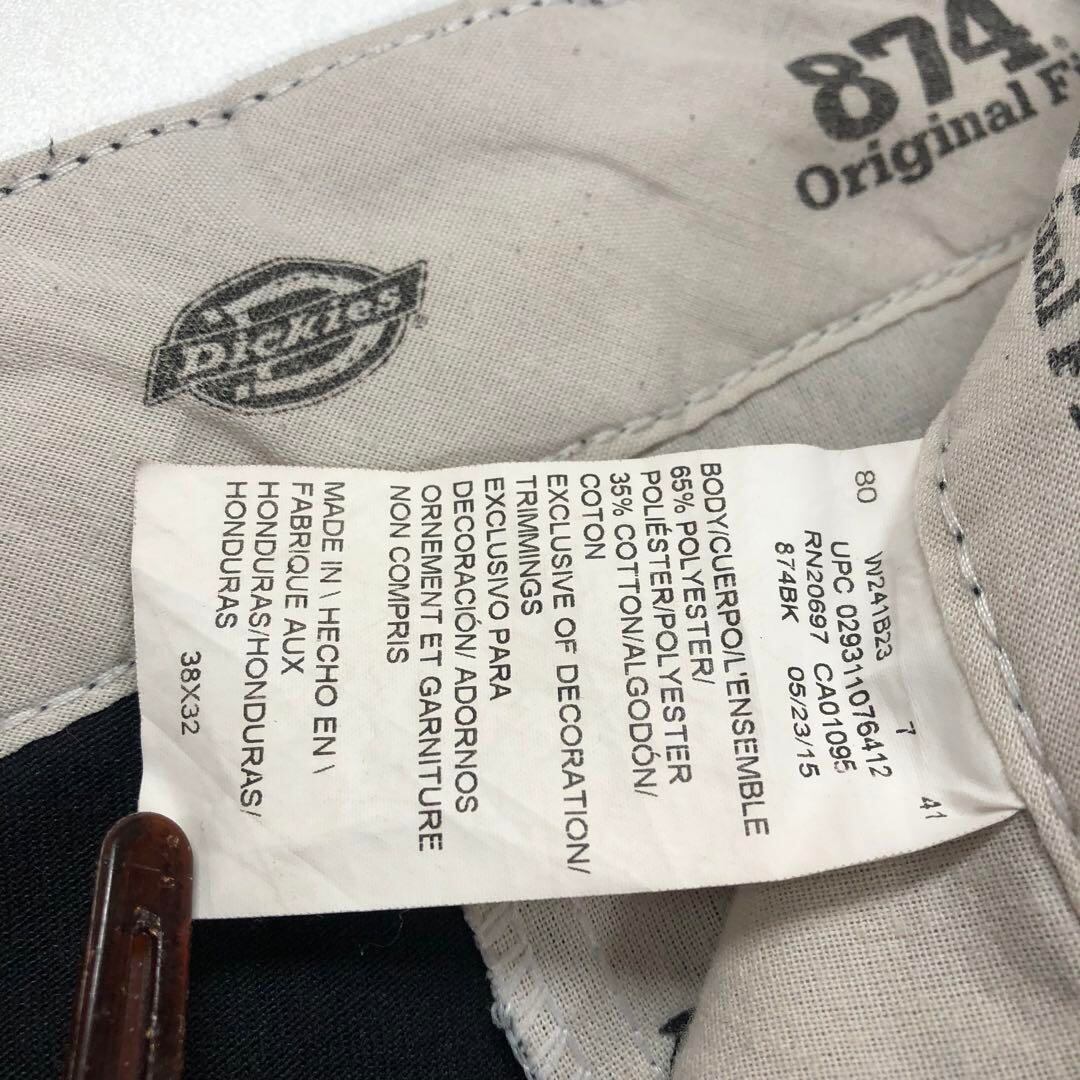 874®
Original Fi
Dickies®
80 W241B23 7 41
UPC 029311076412
RN20697 CA01095
874BK 05/23/15
BODY/CUERPO/L'ENSEMBLE
65% POLYESTER/
POLIÉSTER/POLYESTER
35% COTTON/ALGODÓN/
COTON
EXCLUSIVE OF DECORATION/
TRIMMINGS
EXCLUSIVO PARA
DECORACIÓN/ ADORNOS
ORNEMENT ET GARNITURE
NON COMPRIS
MADE IN \ HECHO EN \
FABRIQUE AUX
HONDURAS/HONDURAS/
HONDURAS
38X32